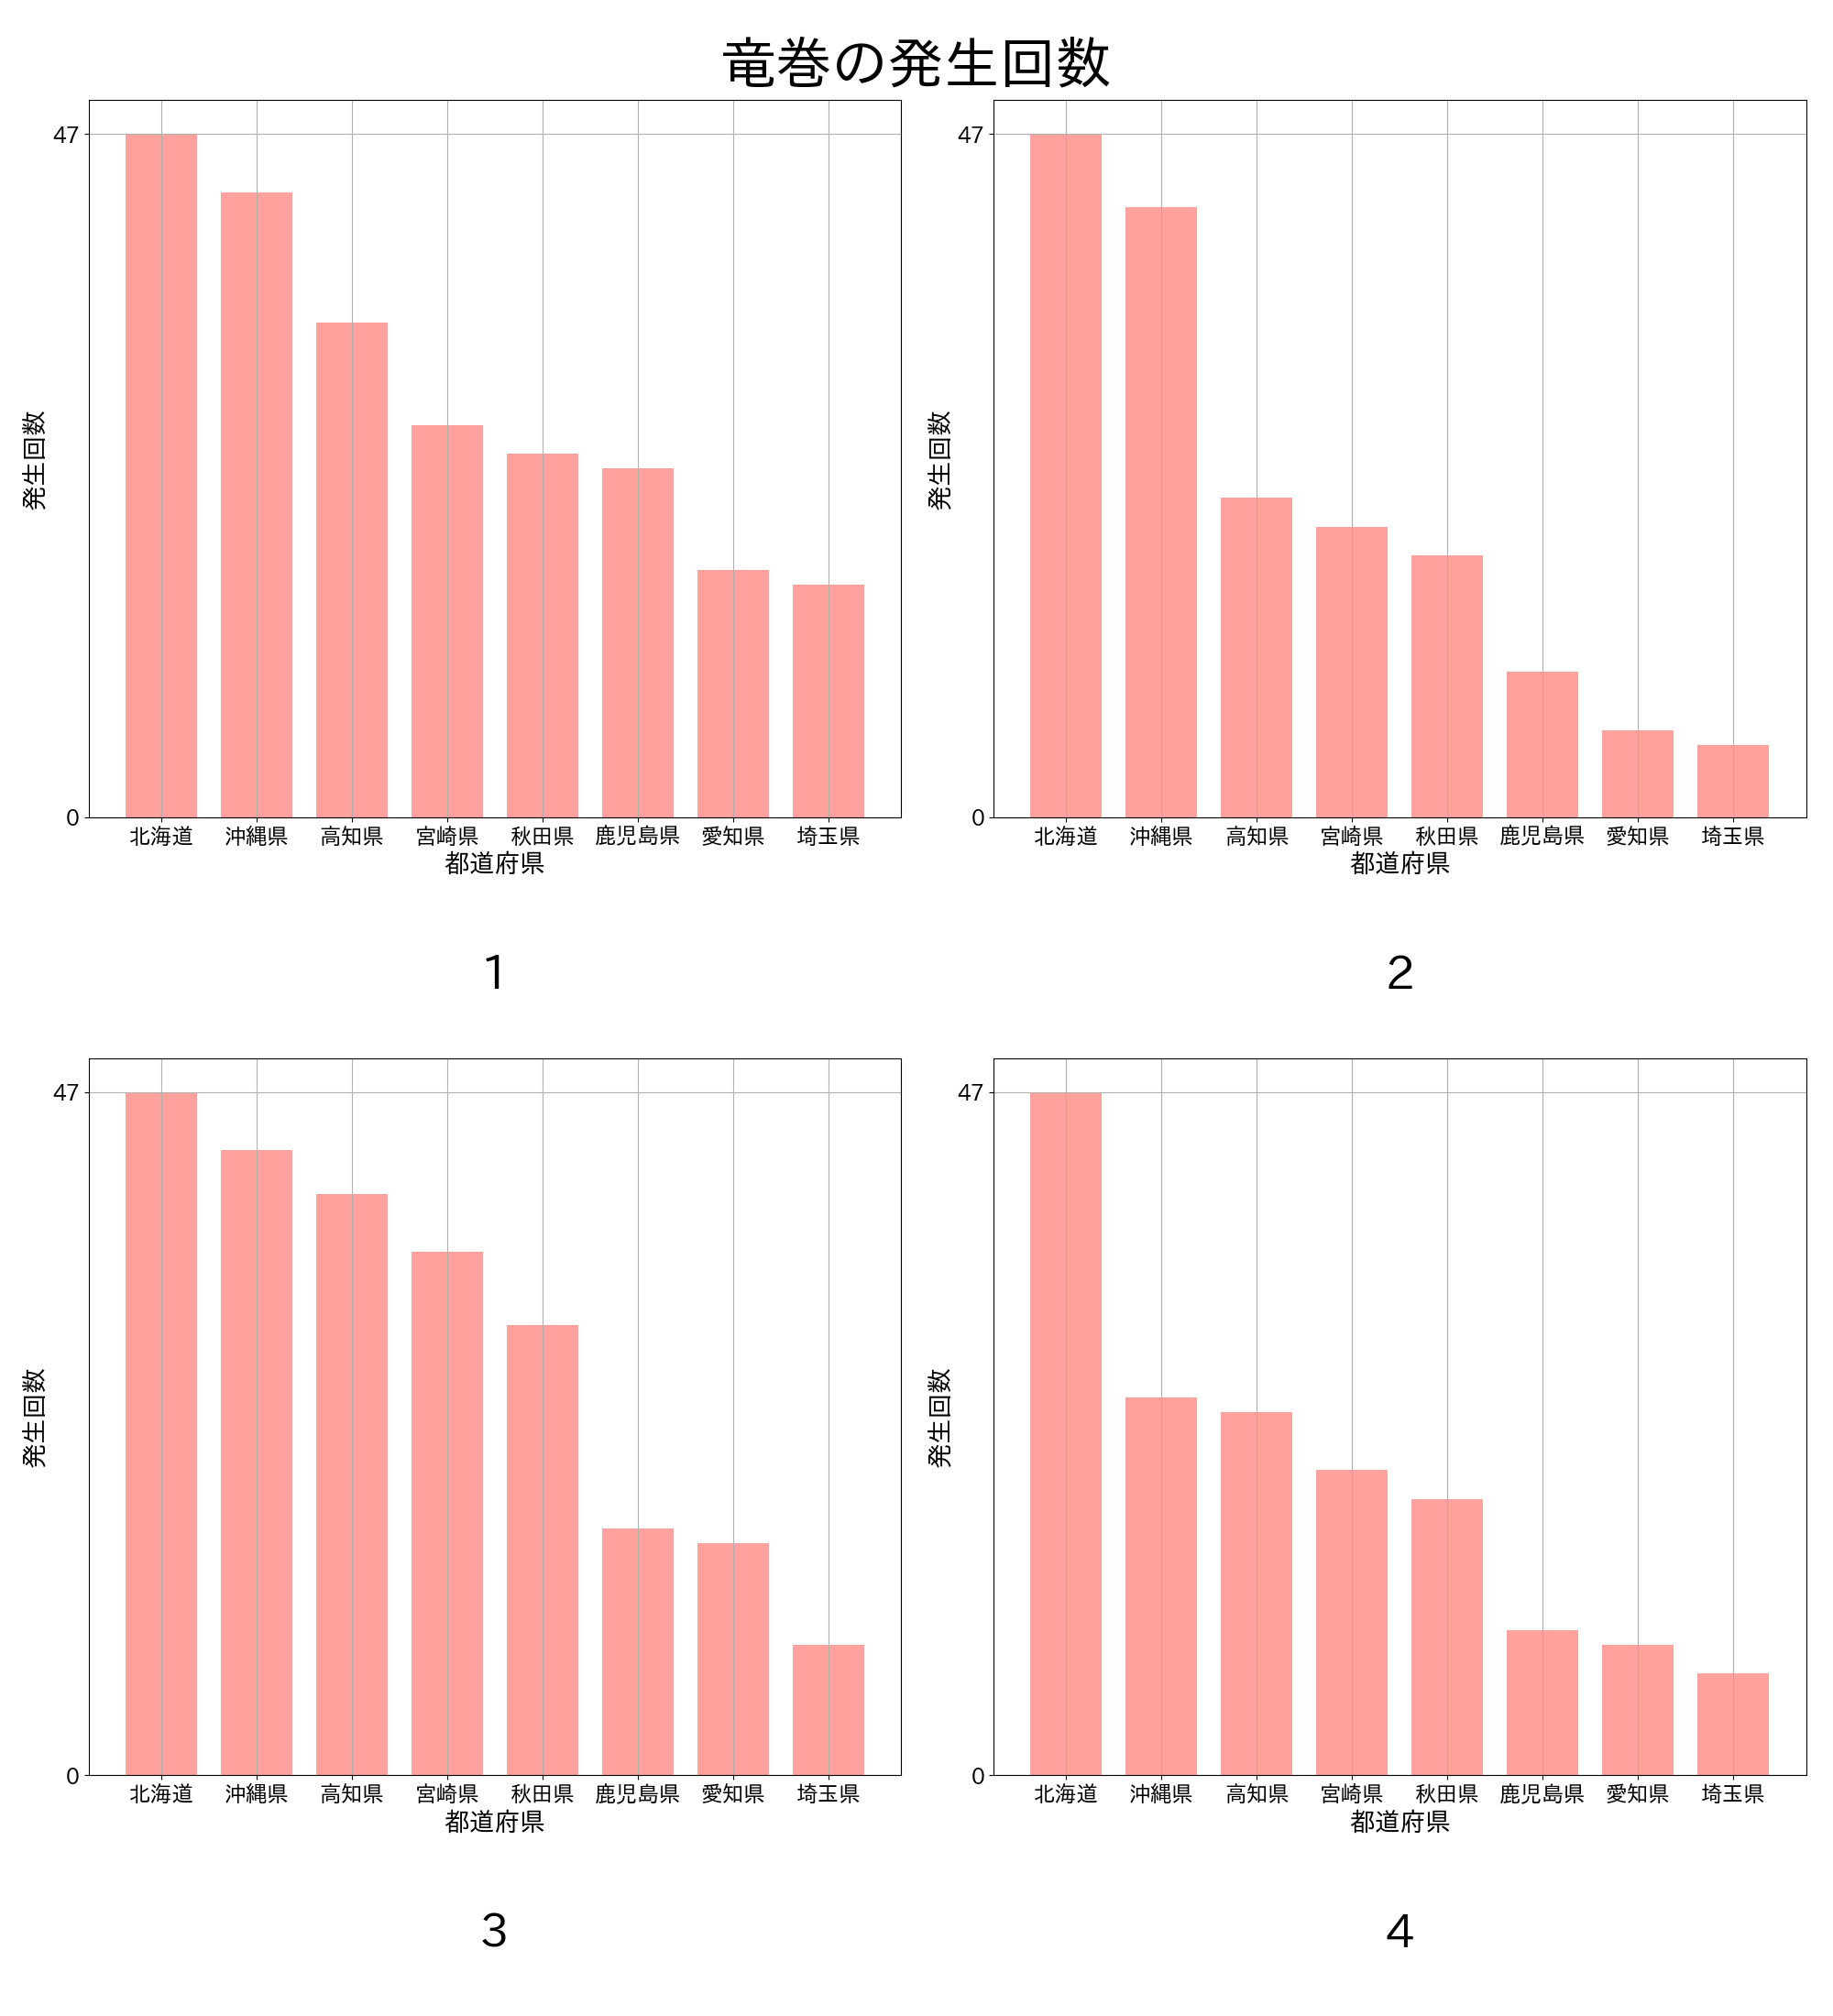 竜巻の発生回数
47
0
発生回数
北海道 沖縄県 高知県 宮崎県 秋田県 鹿児島県 愛知県 埼玉県
都道府県
1
47
0
発生回数
北海道 沖縄県 高知県 宮崎県 秋田県 鹿児島県 愛知県 埼玉県
都道府県
2
47
0
発生回数
北海道 沖縄県 高知県 宮崎県 秋田県 鹿児島県 愛知県 埼玉県
都道府県
3
47
0
発生回数
北海道 沖縄県 高知県 宮崎県 秋田県 鹿児島県 愛知県 埼玉県
都道府県
4